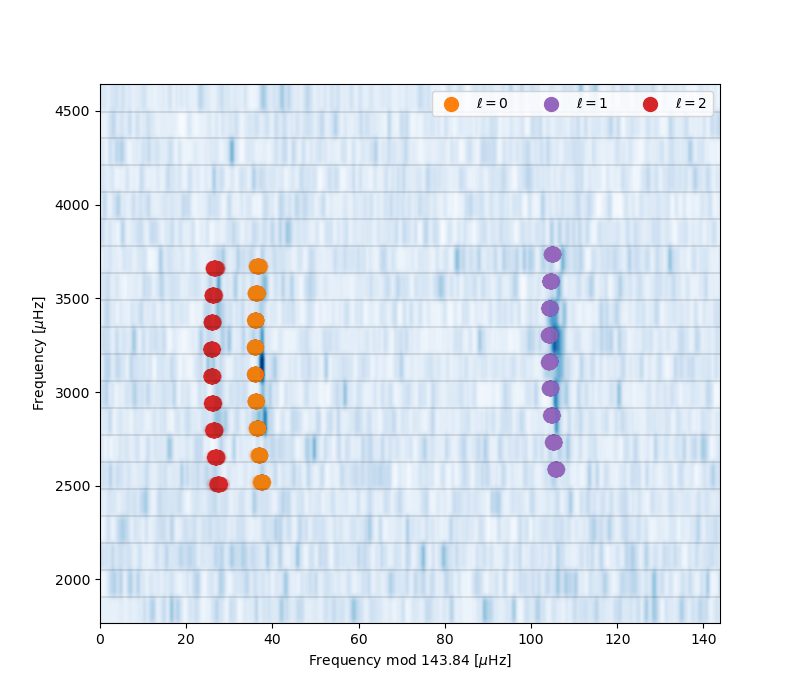 ℓ = 0 ℓ = 1 ℓ = 2
4500
4000
3500
3000
2500
2000
Frequency [μHz]
0 20 40 60 80 100 120 140
Frequency mod 143.84 [μHz]